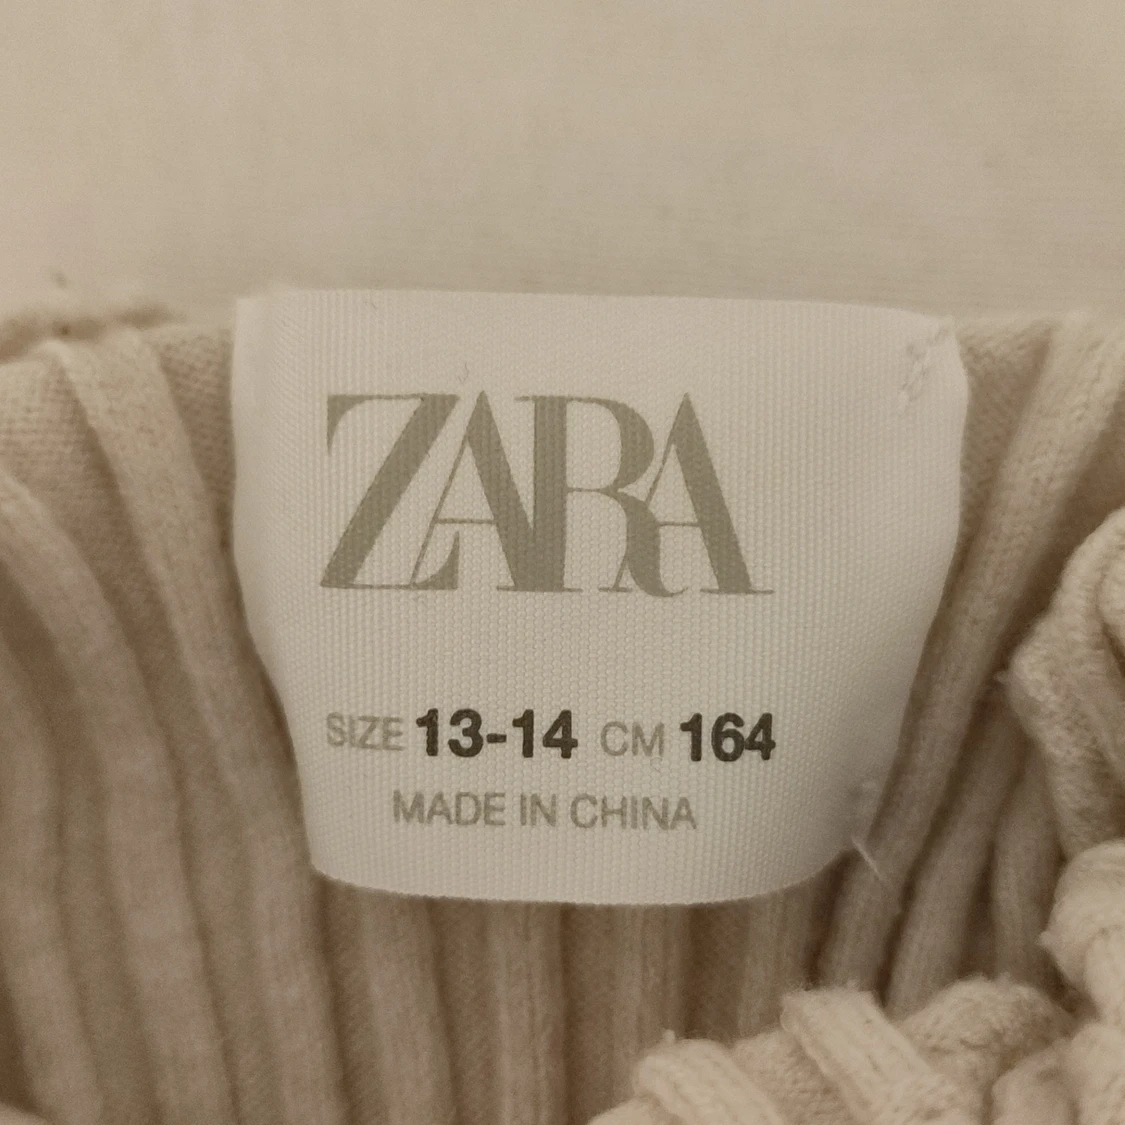 ZARA
SIZE 13-14 CM 164
MADE IN CHINA